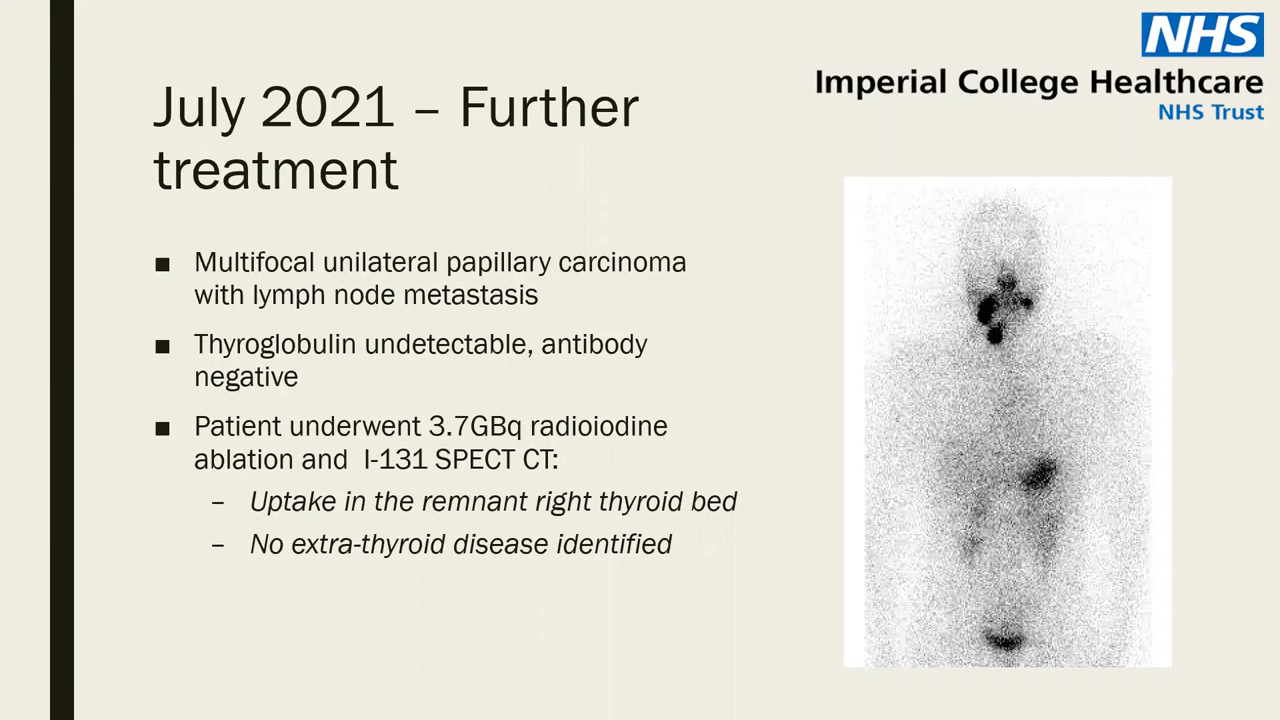 NHS
Imperial College Healthcare
NHS Trust
July 2021 – Further
treatment
■ Multifocal unilateral papillary carcinoma
with lymph node metastasis
■ Thyroglobulin undetectable, antibody
negative
■ Patient underwent 3.7GBq radioiodine
ablation and  I-131 SPECT CT:
– Uptake in the remnant right thyroid bed
– No extra-thyroid disease identified